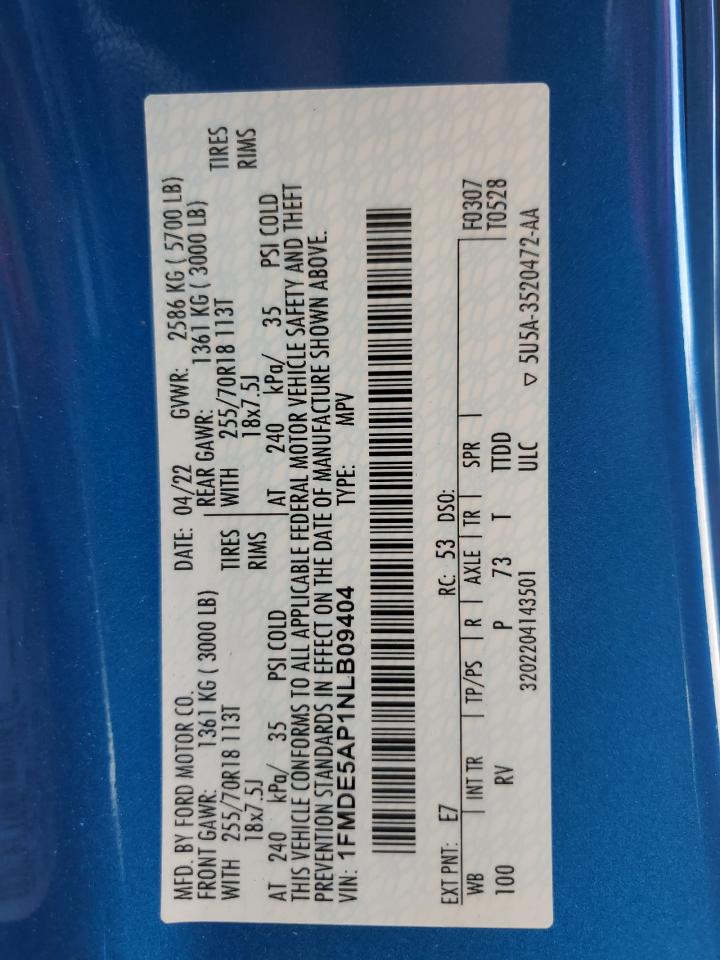 MFD. BY FORD MOTOR CO. DATE: 04/22 GVWR: 2586 KG ( 5700 LB)
FRONT GAWR: 1361 KG ( 3000 LB) REAR GAWR: 1361 KG ( 3000 LB)
WITH 255/70R18 113T TIRES WITH 255/70R18 113T TIRES
18x7.5J RIMS 18x7.5J RIMS
AT 240 kPa/ 35 PSI COLD AT 240 kPa/ 35 PSI COLD
THIS VEHICLE CONFORMS TO ALL APPLICABLE FEDERAL MOTOR VEHICLE SAFETY AND THEFT
PREVENTION STANDARDS IN EFFECT ON THE DATE OF MANUFACTURE SHOWN ABOVE.
VIN: 1FMDE5AP1NLB09404 TYPE: MPV
EXT PNT: E7 RC: 53 DSO: F0307
WB INT TR TP/PS R AXLE TR SPR T0528
100 RV P 73 T TTDD
3202204143501 ULC
▽ 5U5A-3520472-AA